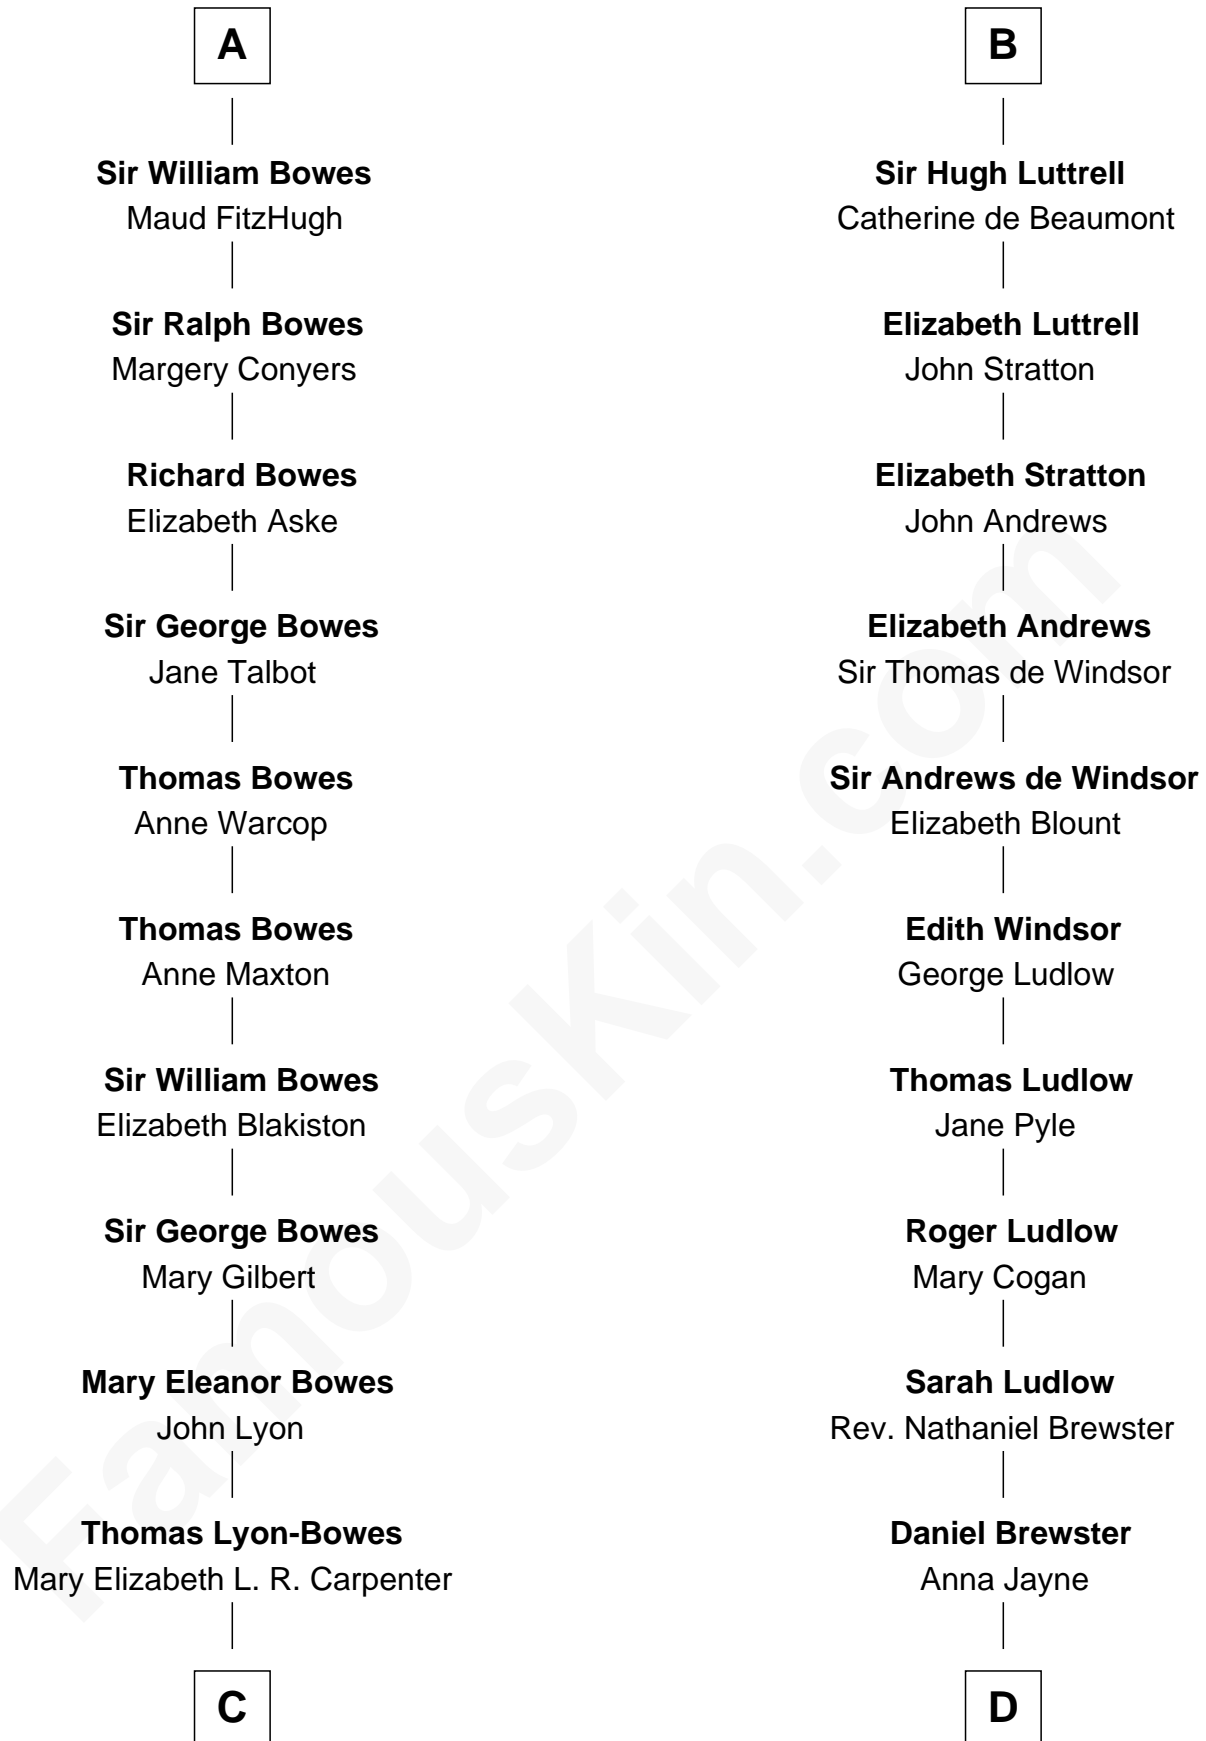 A
Sir William Bowes
Maud FitzHugh
Sir Ralph Bowes
Margery Conyers
Richard Bowes
Elizabeth Aske
Sir George Bowes
Jane Talbot
Thomas Bowes
Anne Warcop
Thomas Bowes
Anne Maxton
Sir William Bowes
Elizabeth Blakiston
Sir George Bowes
Mary Gilbert
Mary Eleanor Bowes
John Lyon
Thomas Lyon-Bowes
Mary Elizabeth L. R. Carpenter
C
B
Sir Hugh Luttrell
Catherine de Beaumont
Elizabeth Luttrell
John Stratton
Elizabeth Stratton
John Andrews
Elizabeth Andrews
Sir Thomas de Windsor
Sir Andrews de Windsor
Elizabeth Blount
Edith Windsor
George Ludlow
Thomas Ludlow
Jane Pyle
Roger Ludlow
Mary Cogan
Sarah Ludlow
Rev. Nathaniel Brewster
Daniel Brewster
Anna Jayne
D
FamousKin.com